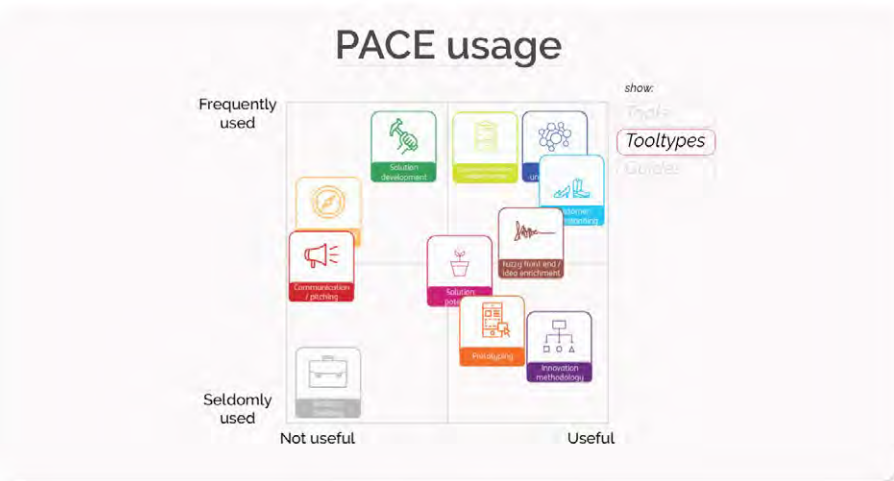 PACE usage
show:
Tools
Tooltypes
Guides
Frequently
used
Solution
development
Communication
/ pitching
Fuzzy front end /
idea enrichment
Solution
Prototyping
Innovation
methodology
Seldomly
used
Not useful
Useful